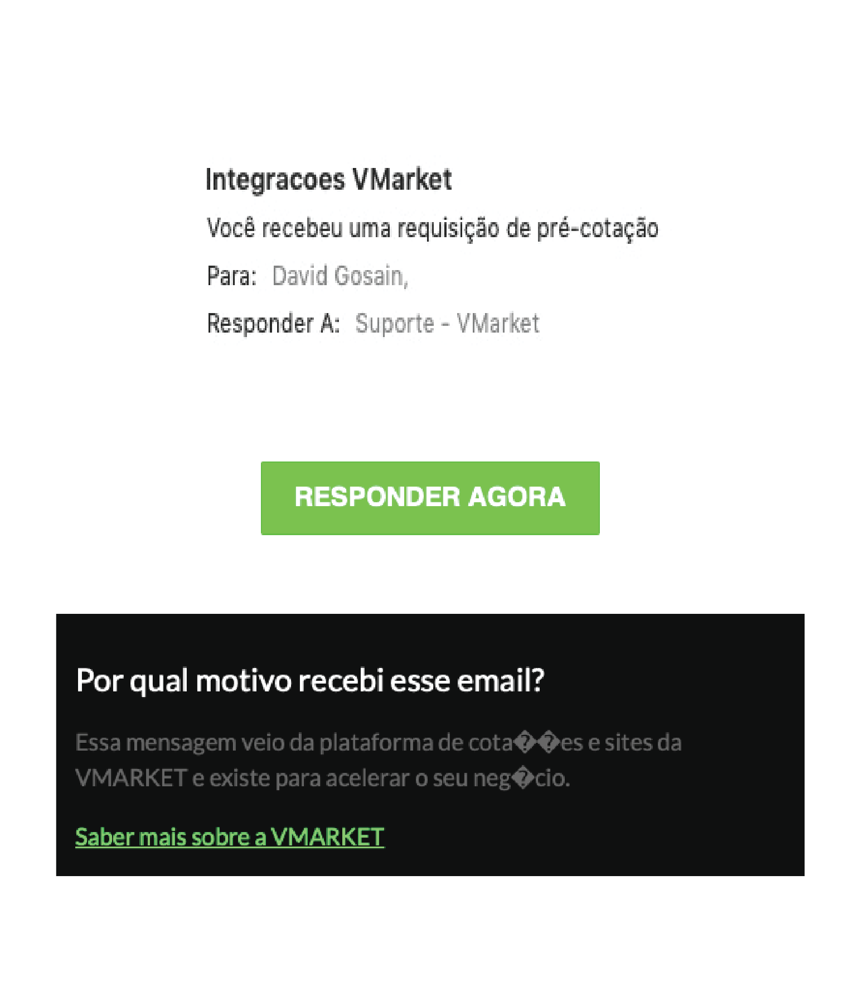 Integracoes VMarket
Você recebeu uma requisição de pré-cotação
Para: David Gosain,
Responder A: Suporte - VMarket
RESPONDER AGORA
Por qual motivo recebi esse email?
Essa mensagem veio da plataforma de cota��es e sites da
VMARKET e existe para acelerar o seu neg�cio.
Saber mais sobre a VMARKET